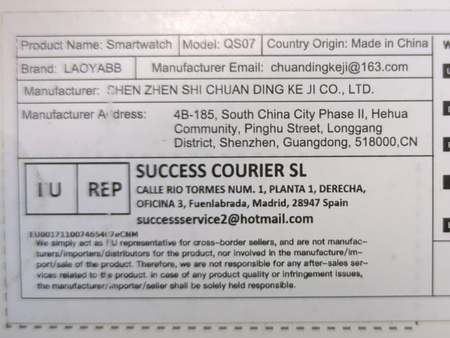 Product Name: Smartwatch Model: QS07 Country Origin: Made in China
Brand: LAOYABB Manufacturer Email: chuandingkeji@163.com
Manufacturer: SHEN ZHEN SHI CHUAN DING KE JI CO., LTD.
Manufacturer Address: 4B-185, South China City Phase II, Hehua
Community, Pinghu Street, Longgang
District, Shenzhen, Guangdong, 518000,CN
EU REP
SUCCESS COURIER SL
CALLE RIO TORMES NUM. 1, PLANTA 1, DERECHA,
OFICINA 3, Fuenlabrada, Madrid, 28947 Spain
successservice2@hotmail.com
We simply act as EU representative for cross-border sellers, and are not manufac-
turers/importers/distributors for the product, nor involved in the manufacture/im-
port/sale of the product. Therefore, we are not responsible for any after-sales ser-
vices related to the product. In case of any product quality or infringement issues,
the manufacturer/importer/seller shall be solely held responsible.